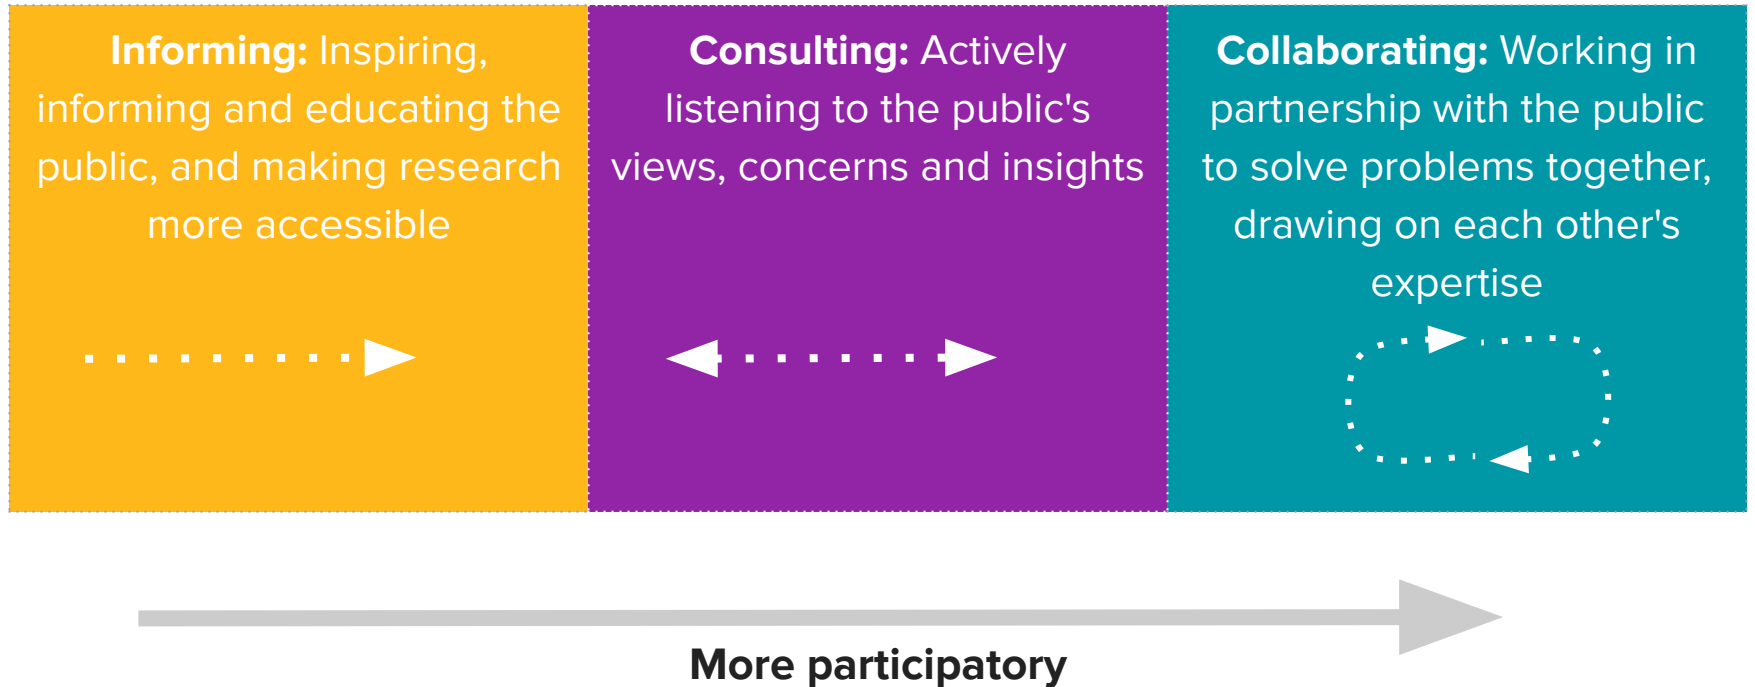 Informing: Inspiring,
informing and educating the
public, and making research
more accessible
Consulting: Actively
listening to the public's
views, concerns and insights
Collaborating: Working in
partnership with the public
to solve problems together,
drawing on each other's
expertise
More participatory